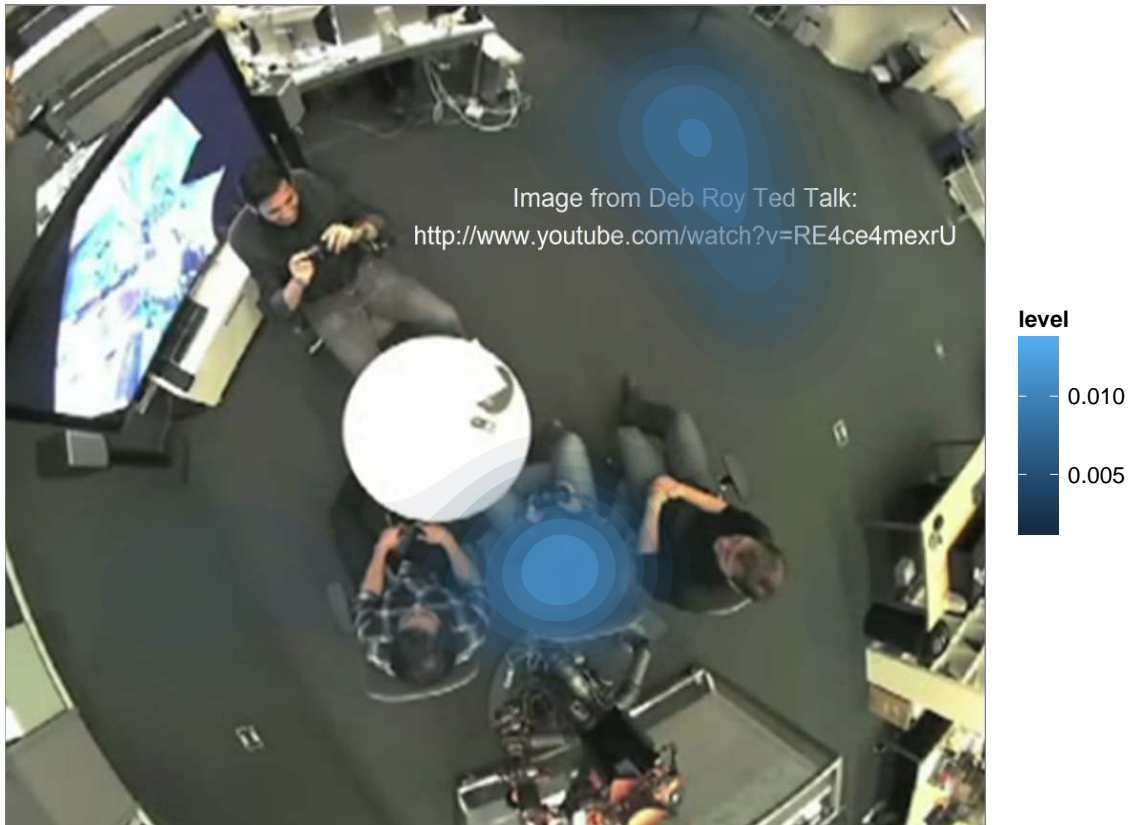 Image from Deb Roy Ted Talk:
http://www.youtube.com/watch?v=RE4ce4mexrU
level
0.010
0.005